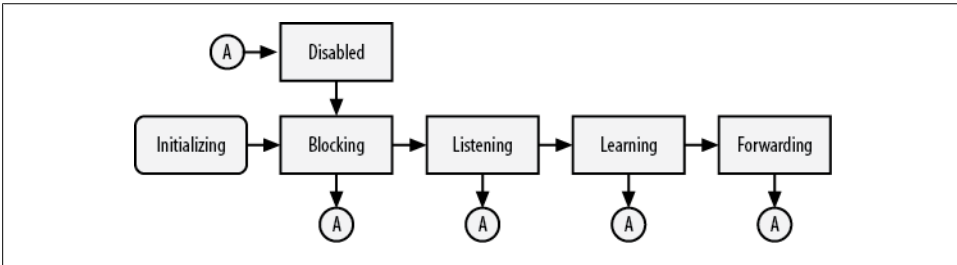 A
Disabled
Initializing
Blocking
Listening
Learning
Forwarding
A
A
A
A